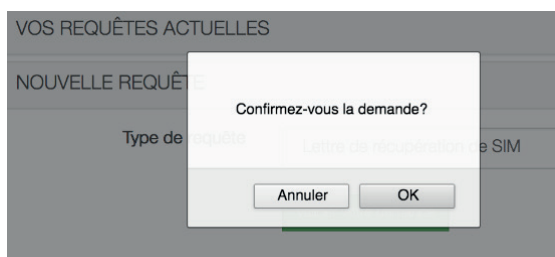 VOS REQUÊTES ACTUELLES
NOUVELLE REQUÊTE
Confirmez-vous la demande?
Type de requête
Lettre de récupération de SIM
Annuler
OK